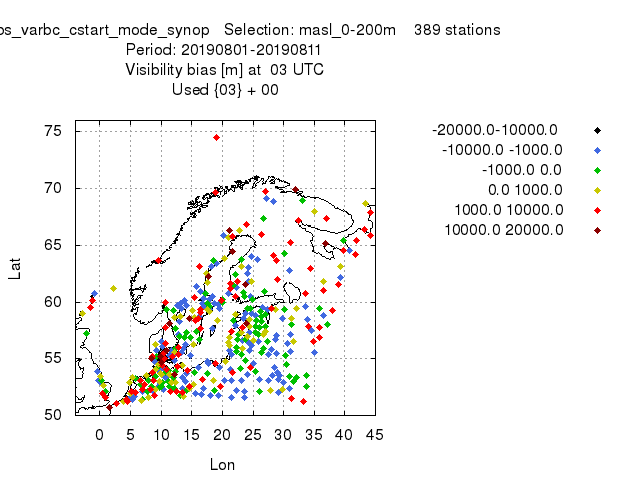 os_varbc_cstart_mode_synop Selection: masl_0-200m 389 stations
Period: 20190801-20190811
Visibility bias [m] at 03 UTC
Used {03} + 00
-20000.0-10000.0
-10000.0 -1000.0
-1000.0 0.0
0.0 1000.0
1000.0 10000.0
10000.0 20000.0
75
70
65
60
55
50
Lat
0 5 10 15 20 25 30 35 40 45
Lon